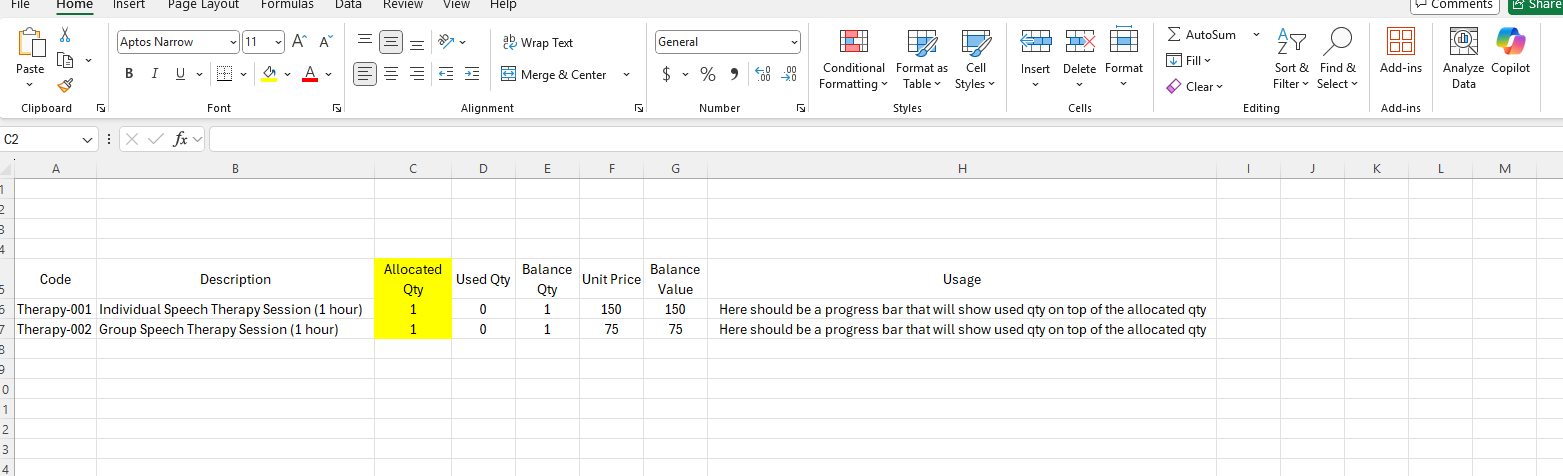 File Home Insert Page Layout Formulas Data Review View Help Comments Share
Paste
Clipboard
Aptos Narrow 11 A A
B I U A
Font
ab Wrap Text
Merge & Center
Alignment
General
$ % 9 .00 .00
Number
Conditional Formatting
Format as Table
Cell Styles
Styles
Insert Delete Format
Cells
AutoSum
Fill
Clear
Sort & Filter
Find & Select
Editing
Add-ins
Add-ins
Analyze Data
Copilot
C2 fx
A B C D E F G H I J K L M
1
2
3
4
5 Code Description Allocated Qty Used Qty Balance Qty Unit Price Balance Value Usage
6 Therapy-001 Individual Speech Therapy Session (1 hour) 1 0 1 150 150 Here should be a progress bar that will show used qty on top of the allocated qty
7 Therapy-002 Group Speech Therapy Session (1 hour) 1 0 1 75 75 Here should be a progress bar that will show used qty on top of the allocated qty
8
9
0
1
2
3
4